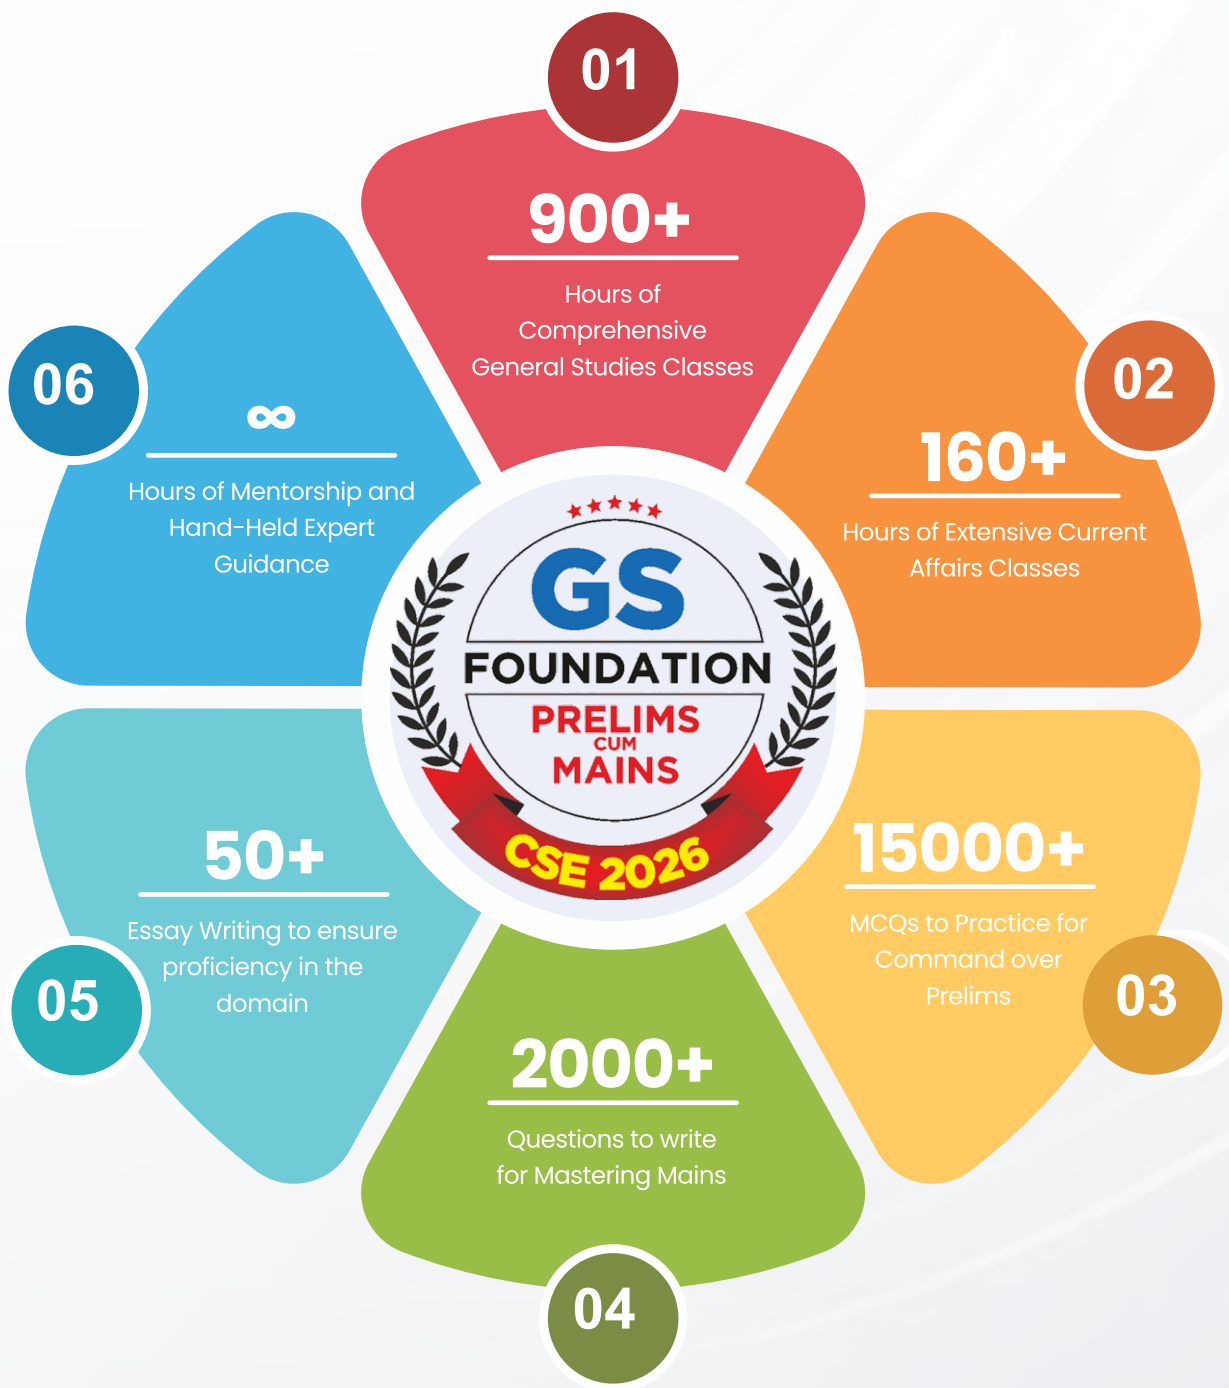 01
900+
Hours of
Comprehensive
General Studies Classes
02
160+
Hours of Extensive Current
Affairs Classes
03
15000+
MCQs to Practice for
Command over
Prelims
04
2000+
Questions to write
for Mastering Mains
05
50+
Essay Writing to ensure
proficiency in the
domain
06
∞
Hours of Mentorship and
Hand-Held Expert
Guidance
GS
FOUNDATION
PRELIMS
CUM
MAINS
CSE 2026